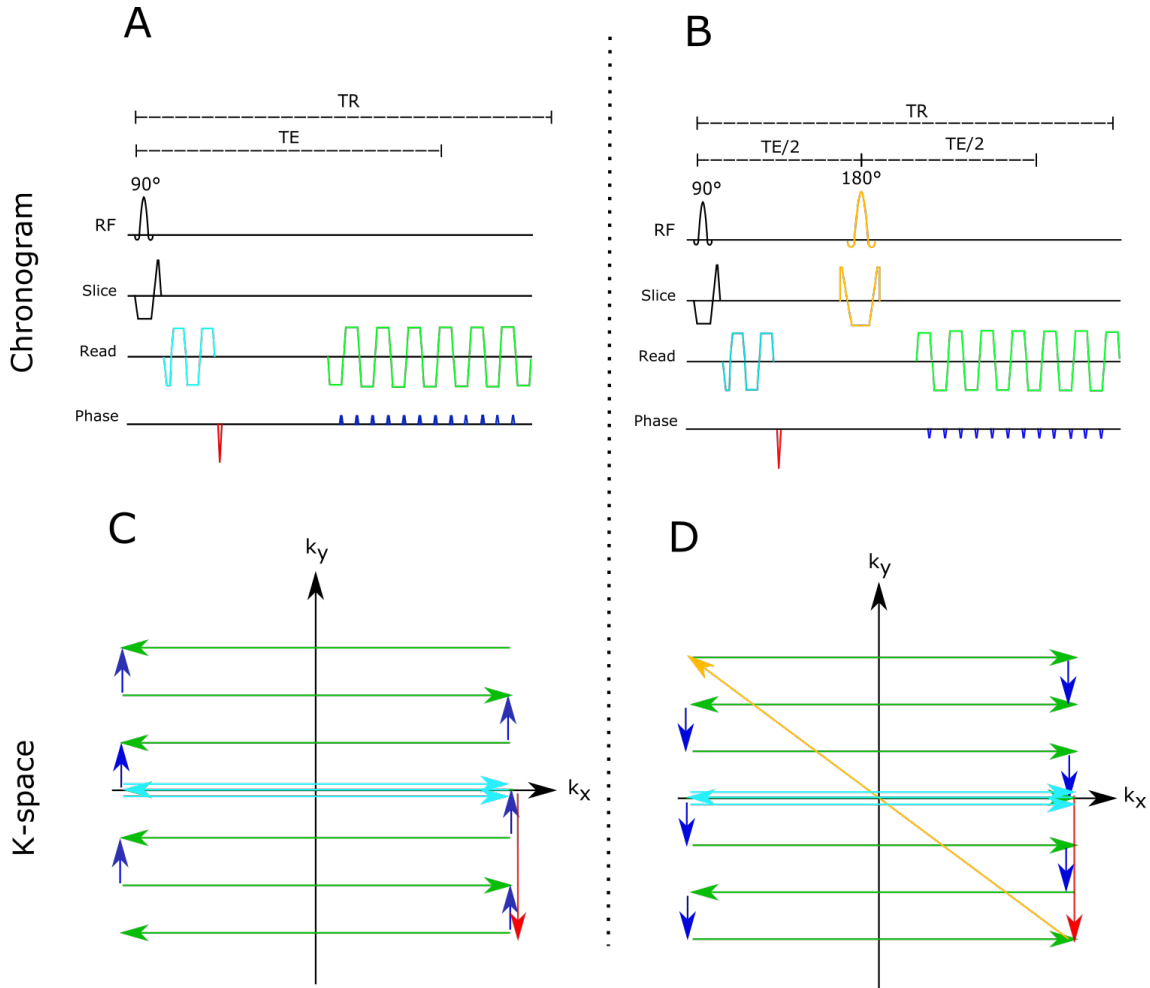 A
TR
TE
90°
RF
Slice
Read
Phase
B
TR
TE/2
TE/2
180°
90°
RF
Slice
Read
Phase
Chronogram
C
ky
kx
D
ky
kx
K-space